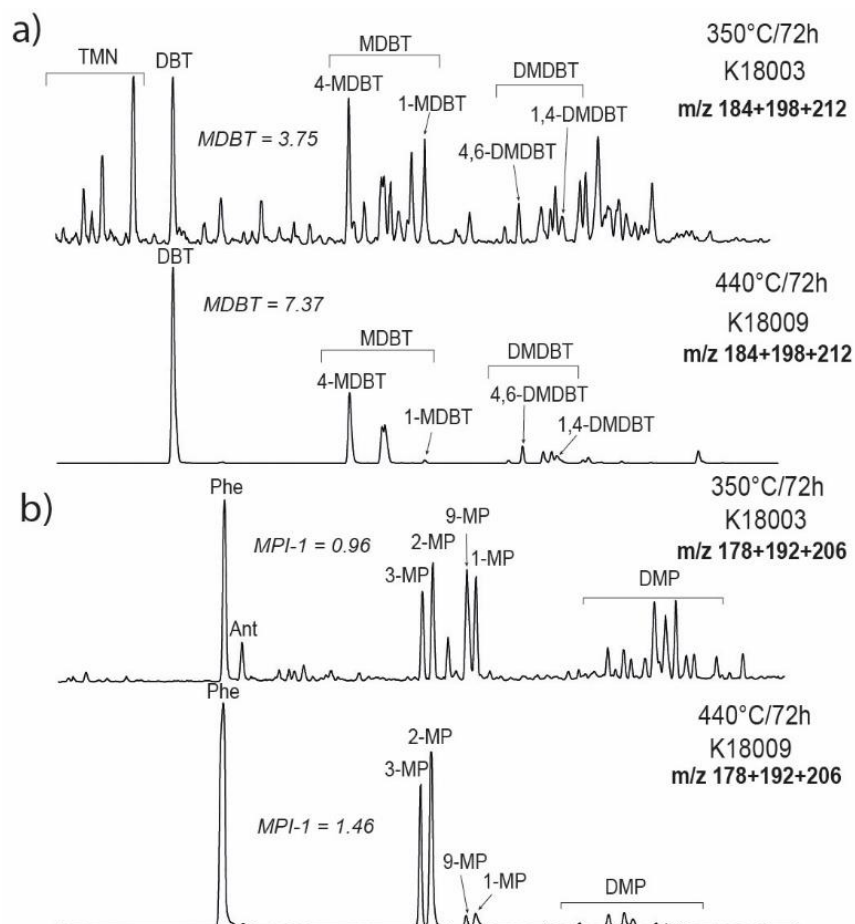 a)
350°C/72h
K18003
m/z 184+198+212
TMN
DBT
MDBT
4-MDBT
1-MDBT
DMDBT
1,4-DMDBT
4,6-DMDBT
MDBT = 3.75
DBT
440°C/72h
K18009
m/z 184+198+212
MDBT = 7.37
MDBT
4-MDBT
1-MDBT
DMDBT
4,6-DMDBT
1,4-DMDBT
b)
350°C/72h
K18003
m/z 178+192+206
Phe
Ant
MPI-1 = 0.96
3-MP
2-MP
9-MP
1-MP
DMP
Phe
440°C/72h
K18009
m/z 178+192+206
MPI-1 = 1.46
3-MP
2-MP
9-MP
1-MP
DMP